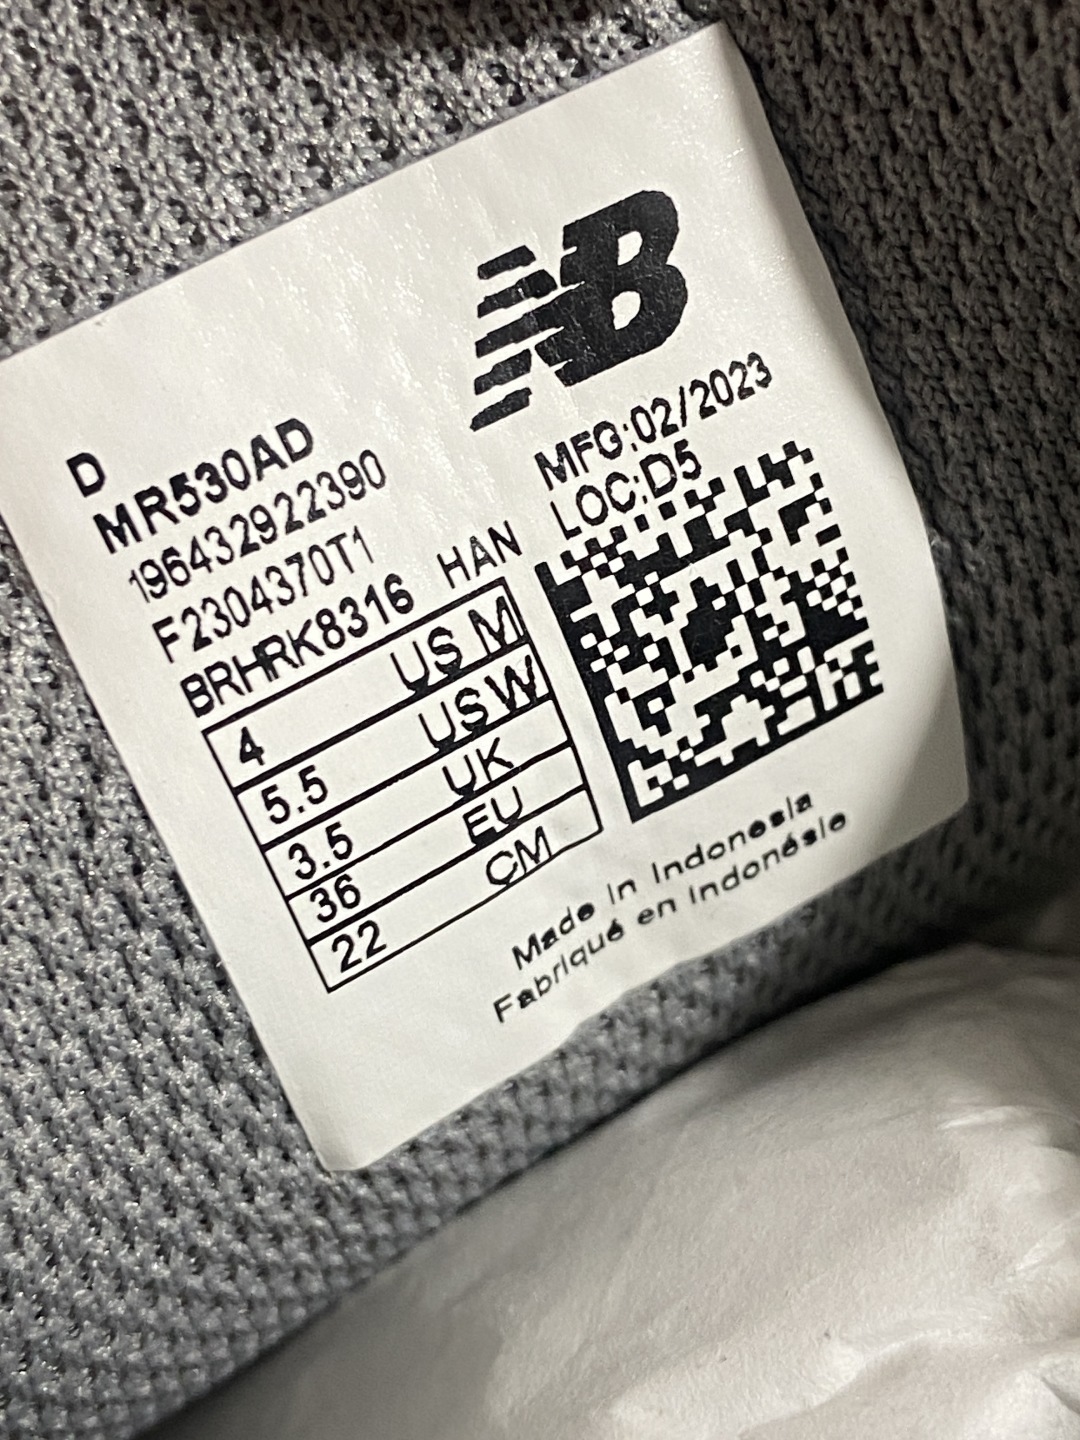 NB
MFG:02/2023
LOC:D5
D
MR530AD
196432922390
F2304370T1
BRHRK8316 HAN
4 US M
5.5 US W
3.5 UK
36 EU
22 CM
Made in Indonesia
Fabriqué en Indonésie